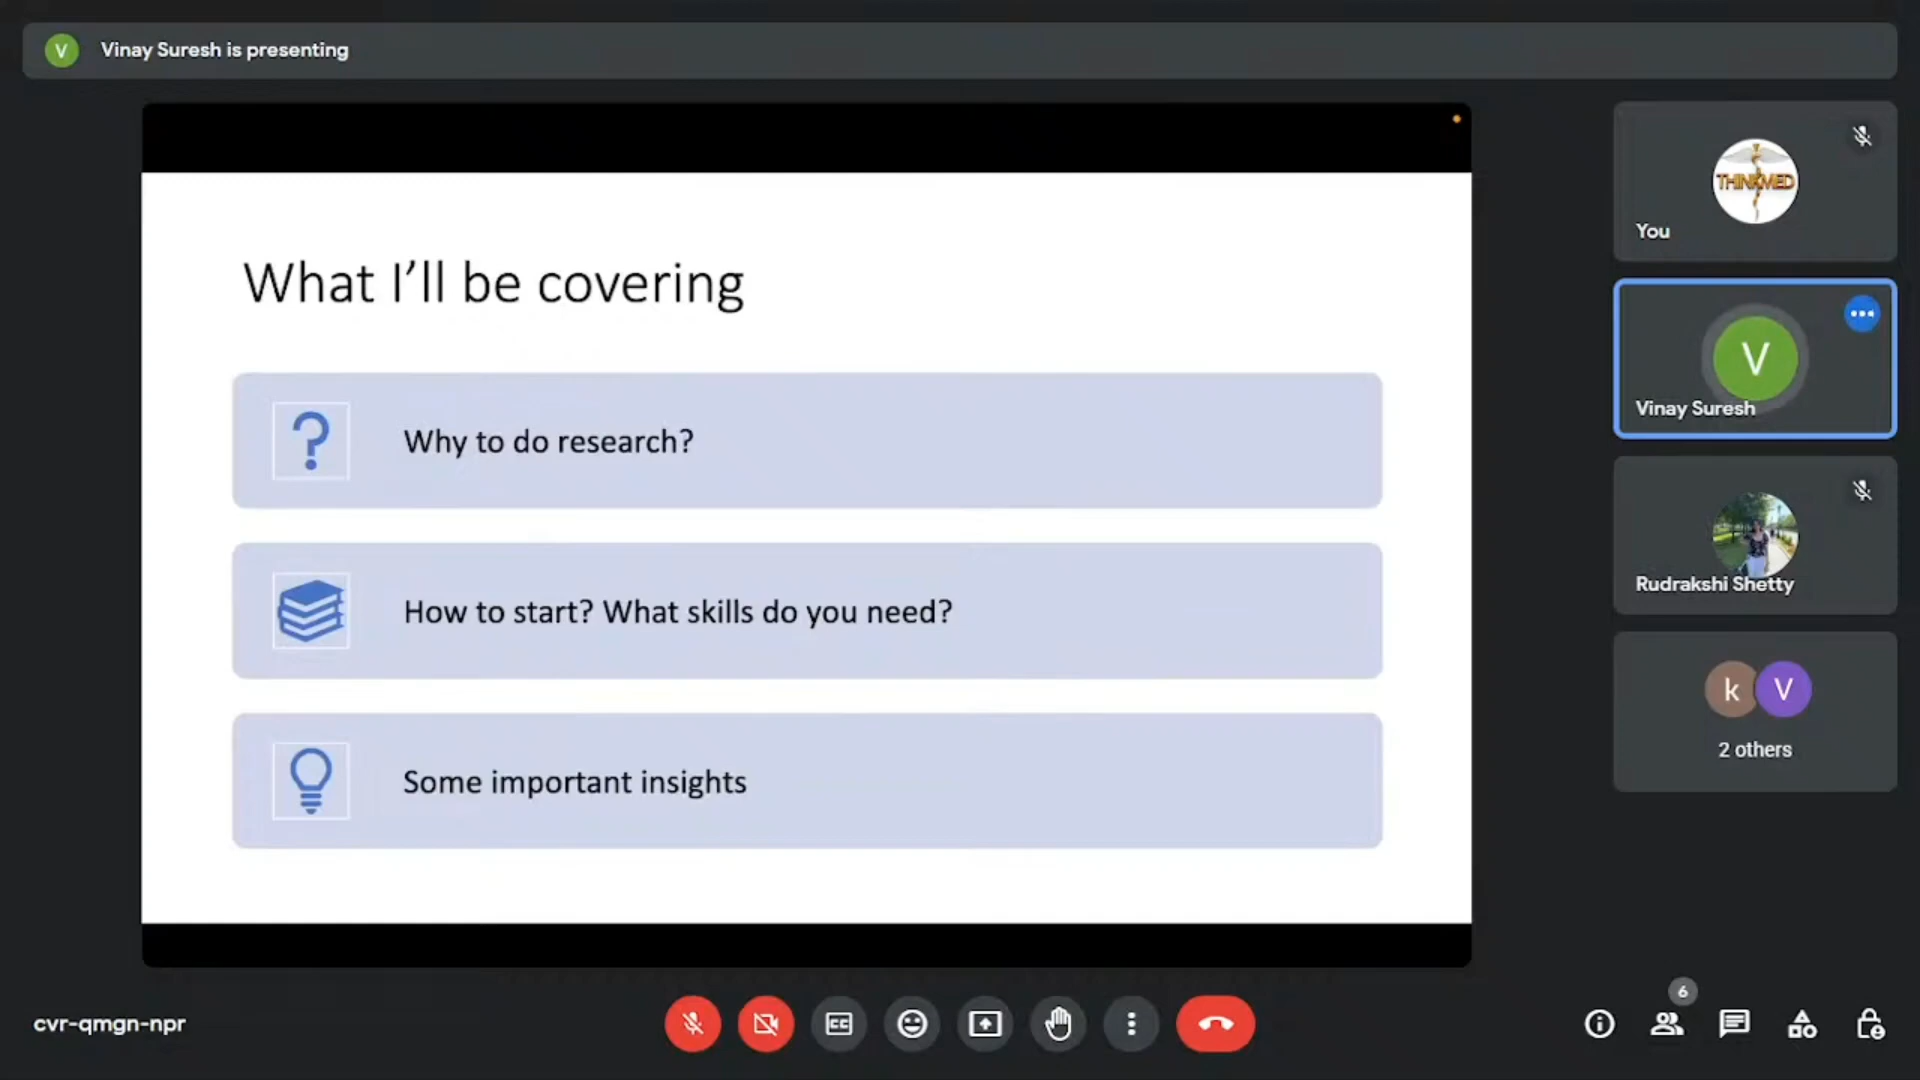 V
Vinay Suresh is presenting
What I'll be covering
?
Why to do research?
How to start? What skills do you need?
Some important insights
THINKMED
You
V
Vinay Suresh
Rudrakshi Shetty
k V
2 others
cvr-qmgn-npr
CC
6